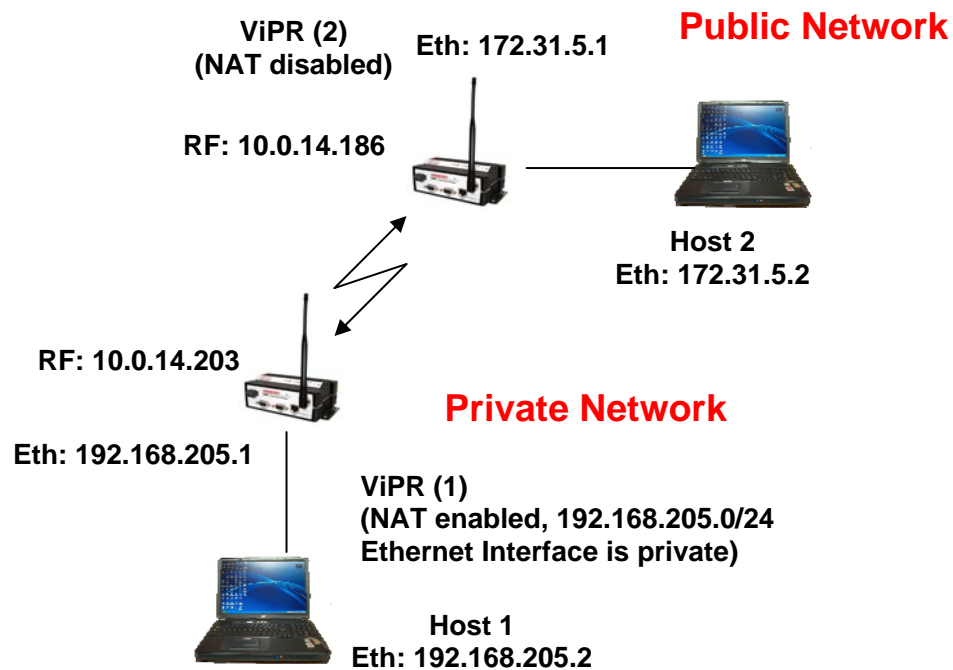 Public Network
ViPR (2)
(NAT disabled)
Eth: 172.31.5.1
RF: 10.0.14.186
Host 2
Eth: 172.31.5.2
RF: 10.0.14.203
Private Network
Eth: 192.168.205.1
ViPR (1)
(NAT enabled, 192.168.205.0/24
Ethernet Interface is private)
Host 1
Eth: 192.168.205.2